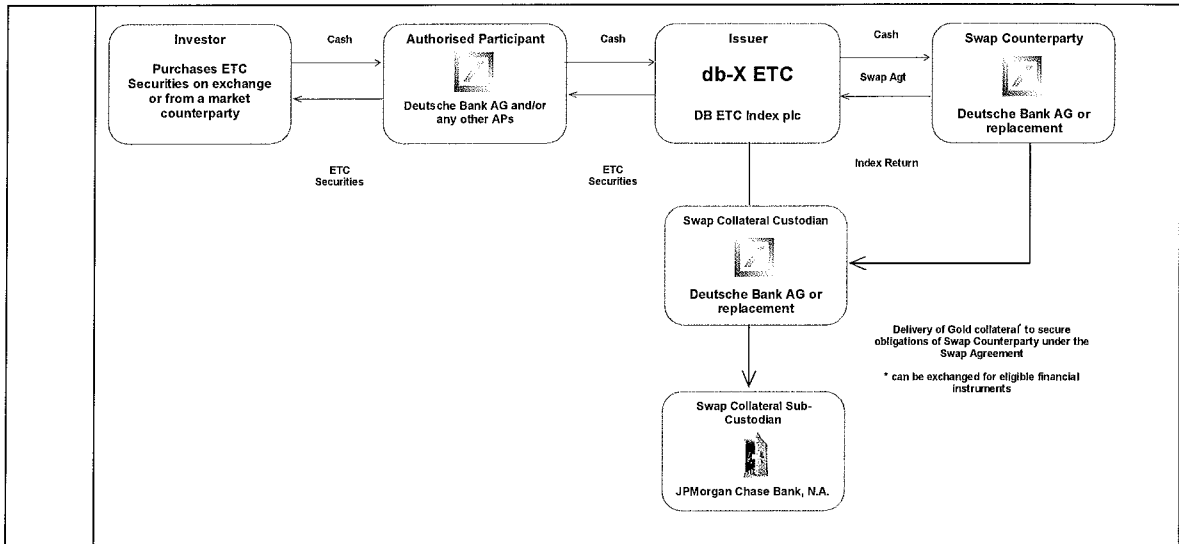 Investor
Purchases ETC
Securities on exchange
or from a market
counterparty
Cash
ETC
Securities
Authorised Participant
Deutsche Bank AG and/or
any other APs
Cash
ETC
Securities
Issuer
db-X ETC
DB ETC Index plc
Cash
Swap Agt
Index Return
Swap Counterparty
Deutsche Bank AG or
replacement
Swap Collateral Custodian
Deutsche Bank AG or
replacement
Delivery of Gold collateral* to secure
obligations of Swap Counterparty under the
Swap Agreement
* can be exchanged for eligible financial
instruments
Swap Collateral Sub-
Custodian
JPMorgan Chase Bank, N.A.